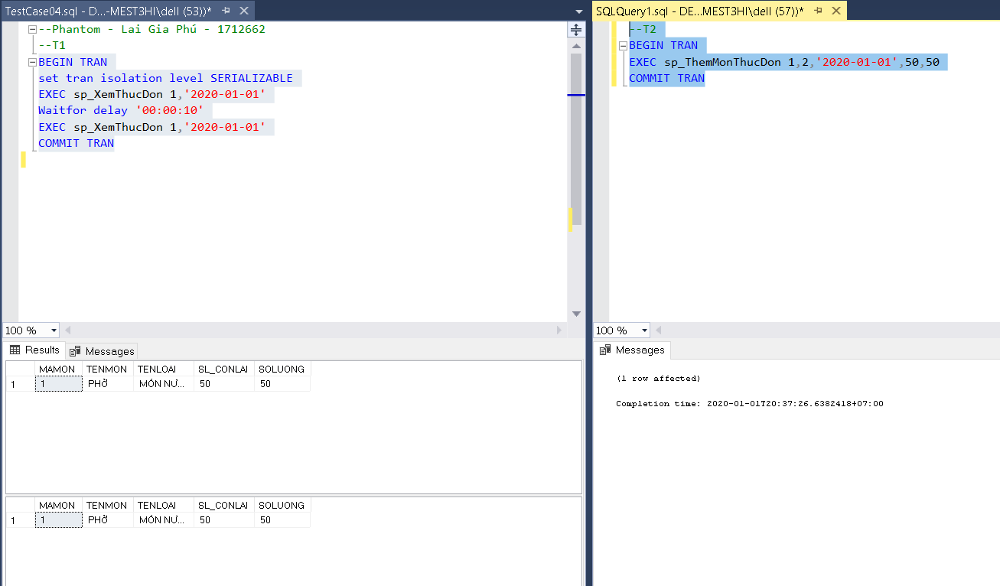 TestCase04.sql - D...-MEST3HI\dell (53))*
--Phantom - Lai Gia Phú - 1712662
--T1
BEGIN TRAN
set tran isolation level SERIALIZABLE
EXEC sp_XemThucDon 1,'2020-01-01'
Waitfor delay '00:00:10'
EXEC sp_XemThucDon 1,'2020-01-01'
COMMIT TRAN
100 %
Results Messages
MAMON TENMON TENLOAI SL_CONLAI SOLUONG
1 1 PHỞ MÓN NƯ... 50 50
MAMON TENMON TENLOAI SL_CONLAI SOLUONG
1 1 PHỞ MÓN NƯ... 50 50
SQLQuery1.sql - DE...MEST3HI\dell (57))*
--T2
BEGIN TRAN
EXEC sp_ThemMonThucDon 1,2,'2020-01-01',50,50
COMMIT TRAN
100 %
Messages
(1 row affected)
Completion time: 2020-01-01T20:37:26.6382418+07:00